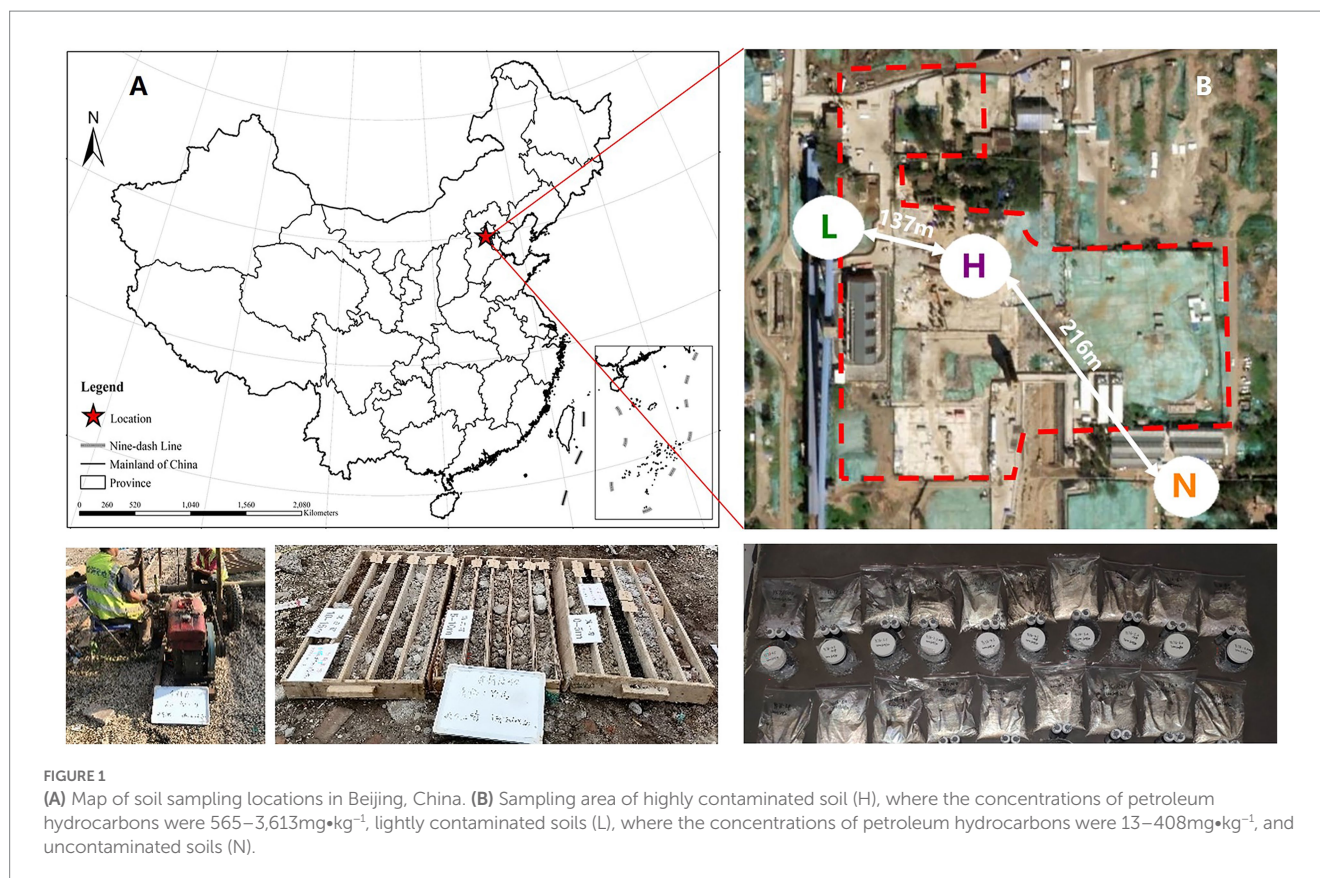 A
N
Legend
Location
Nine-dash Line
Mainland of China
Province
0 260 520 1,040 1,560 2,080
Kilometers
B
L
137m
H
216m
N
0-5m
FIGURE 1
(A) Map of soil sampling locations in Beijing, China. (B) Sampling area of highly contaminated soil (H), where the concentrations of petroleum
hydrocarbons were 565–3,613mg•kg⁻¹, lightly contaminated soils (L), where the concentrations of petroleum hydrocarbons were 13–408mg•kg⁻¹, and
uncontaminated soils (N).